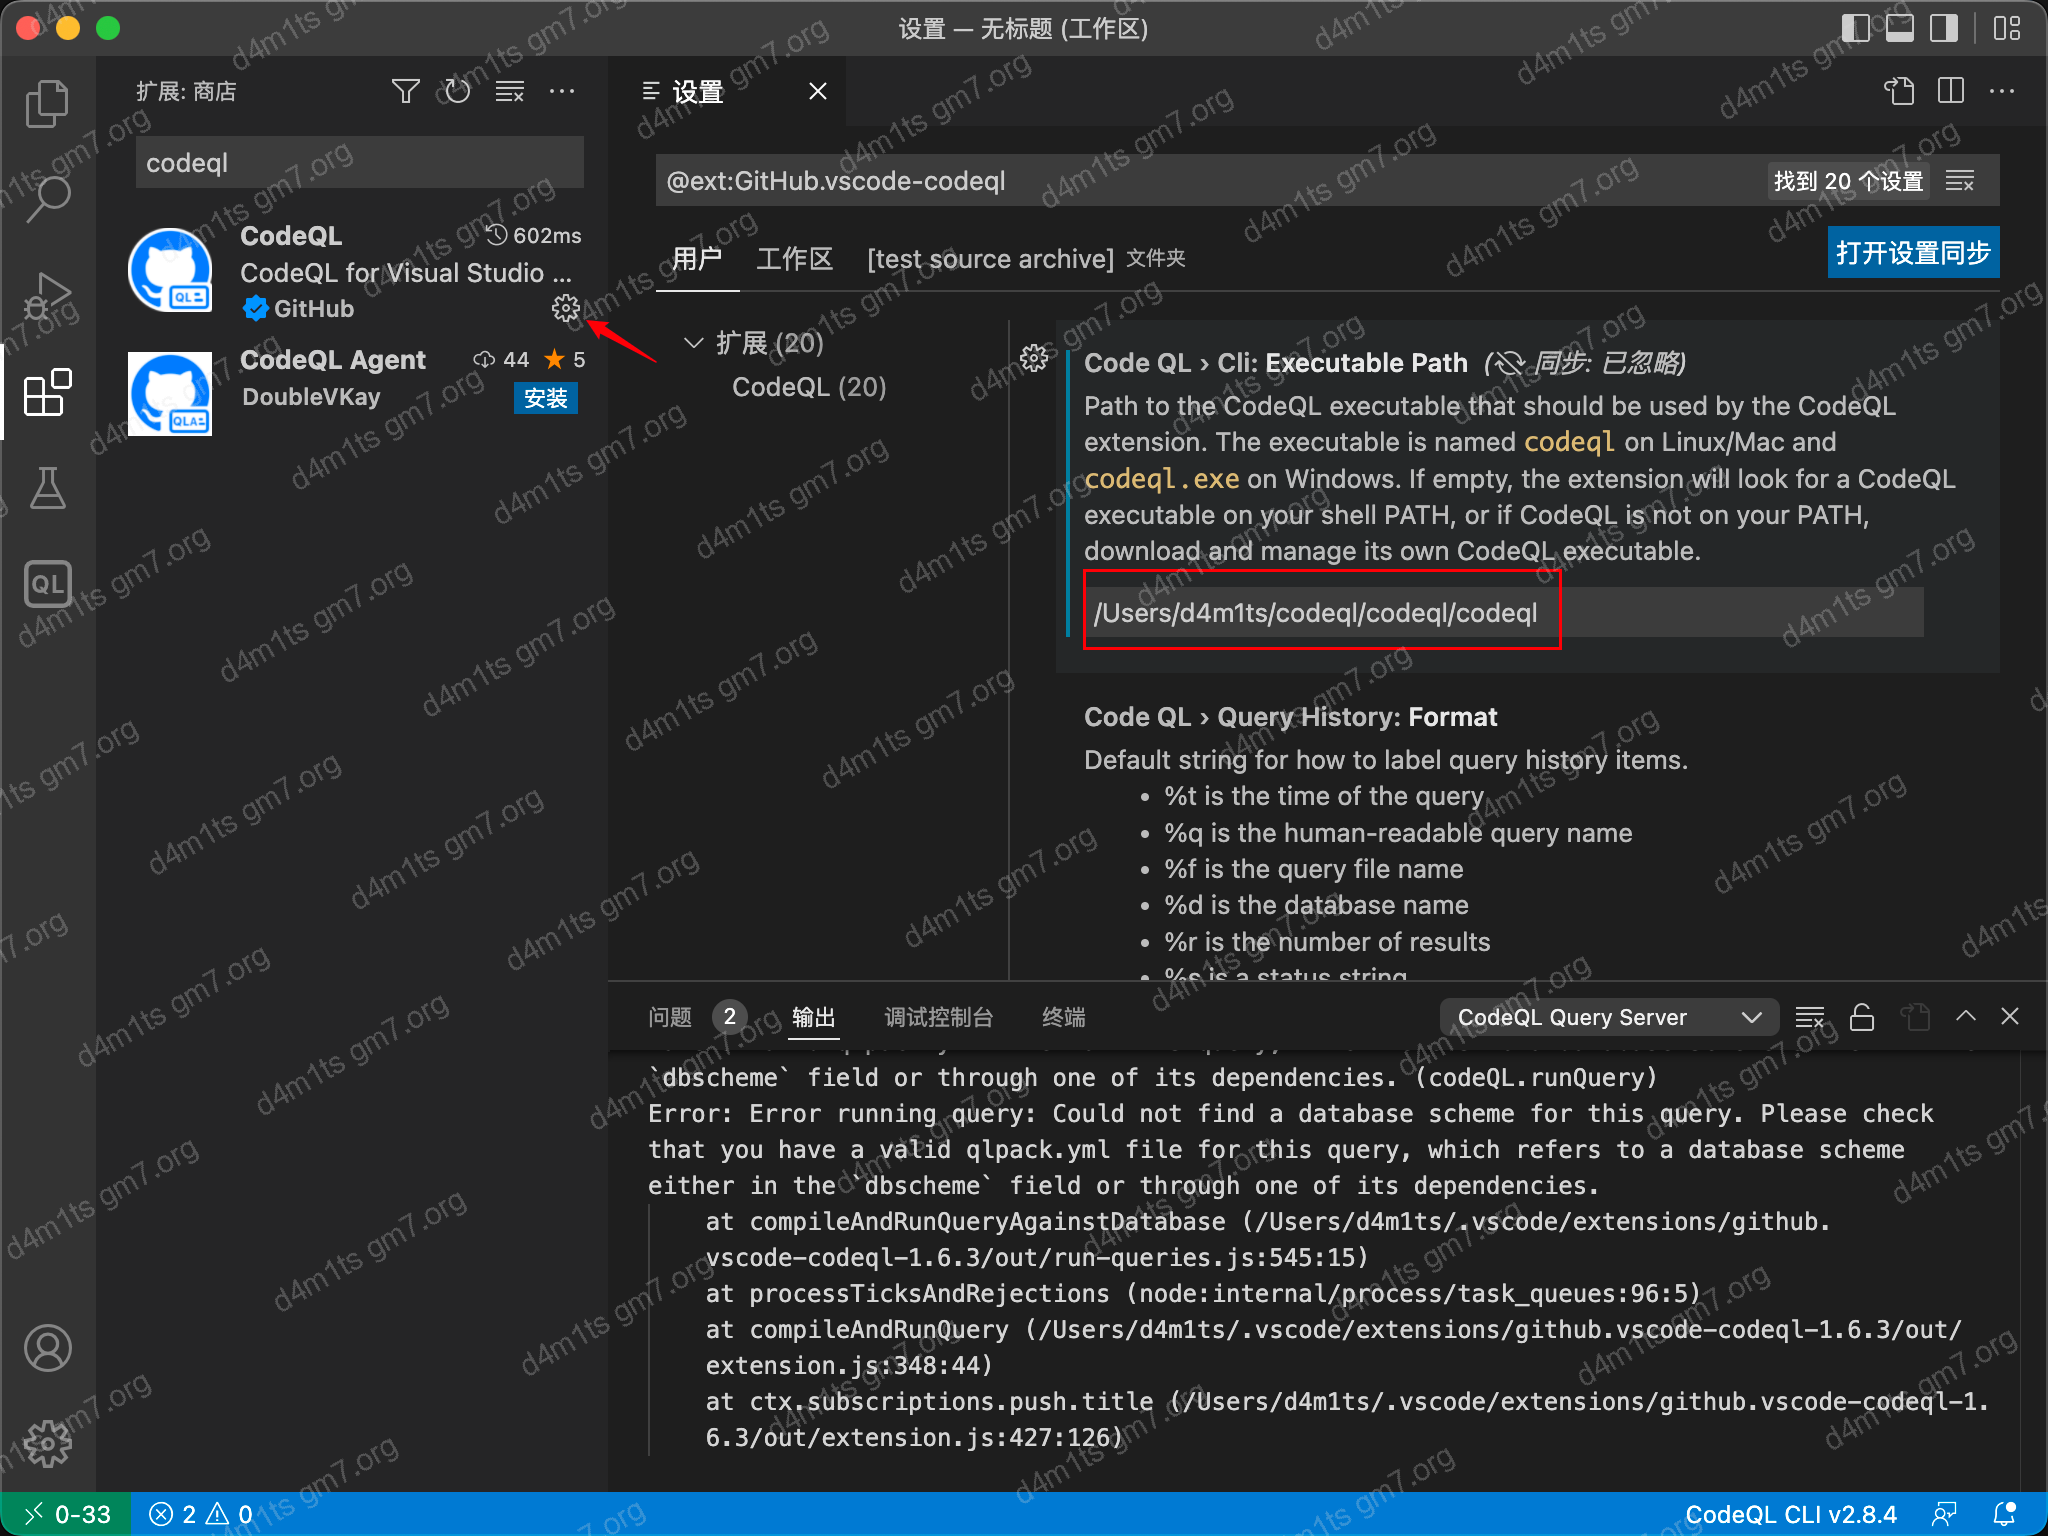 设置 — 无标题 (工作区)
扩展: 商店
codeql
CodeQL 602ms
CodeQL for Visual Studio ...
GitHub
CodeQL Agent 44 5
DoubleVKay 安装
设置
@ext:GitHub.vscode-codeql 找到 20 个设置
用户 工作区 [test source archive] 文件夹 打开设置同步
扩展 (20)
CodeQL (20)
Code QL › Cli: Executable Path (同步: 已忽略)
Path to the CodeQL executable that should be used by the CodeQL
extension. The executable is named codeql on Linux/Mac and
codeql.exe on Windows. If empty, the extension will look for a CodeQL
executable on your shell PATH, or if CodeQL is not on your PATH,
download and manage its own CodeQL executable.
/Users/d4m1ts/codeql/codeql/codeql
Code QL › Query History: Format
Default string for how to label query history items.
• %t is the time of the query
• %q is the human-readable query name
• %f is the query file name
• %d is the database name
• %r is the number of results
• %s is a status string
QL
问题 2 输出 调试控制台 终端 CodeQL Query Server
`dbscheme` field or through one of its dependencies. (codeQL.runQuery)
Error: Error running query: Could not find a database scheme for this query. Please check
that you have a valid qlpack.yml file for this query, which refers to a database scheme
either in the `dbscheme` field or through one of its dependencies.
at compileAndRunQueryAgainstDatabase (/Users/d4m1ts/.vscode/extensions/github.
vscode-codeql-1.6.3/out/run-queries.js:545:15)
at processTicksAndRejections (node:internal/process/task_queues:96:5)
at compileAndRunQuery (/Users/d4m1ts/.vscode/extensions/github.vscode-codeql-1.6.3/out/
extension.js:348:44)
at ctx.subscriptions.push.title (/Users/d4m1ts/.vscode/extensions/github.vscode-codeql-1.
6.3/out/extension.js:427:126)
0-33 2 0 CodeQL CLI v2.8.4
d4m1ts gm7.org